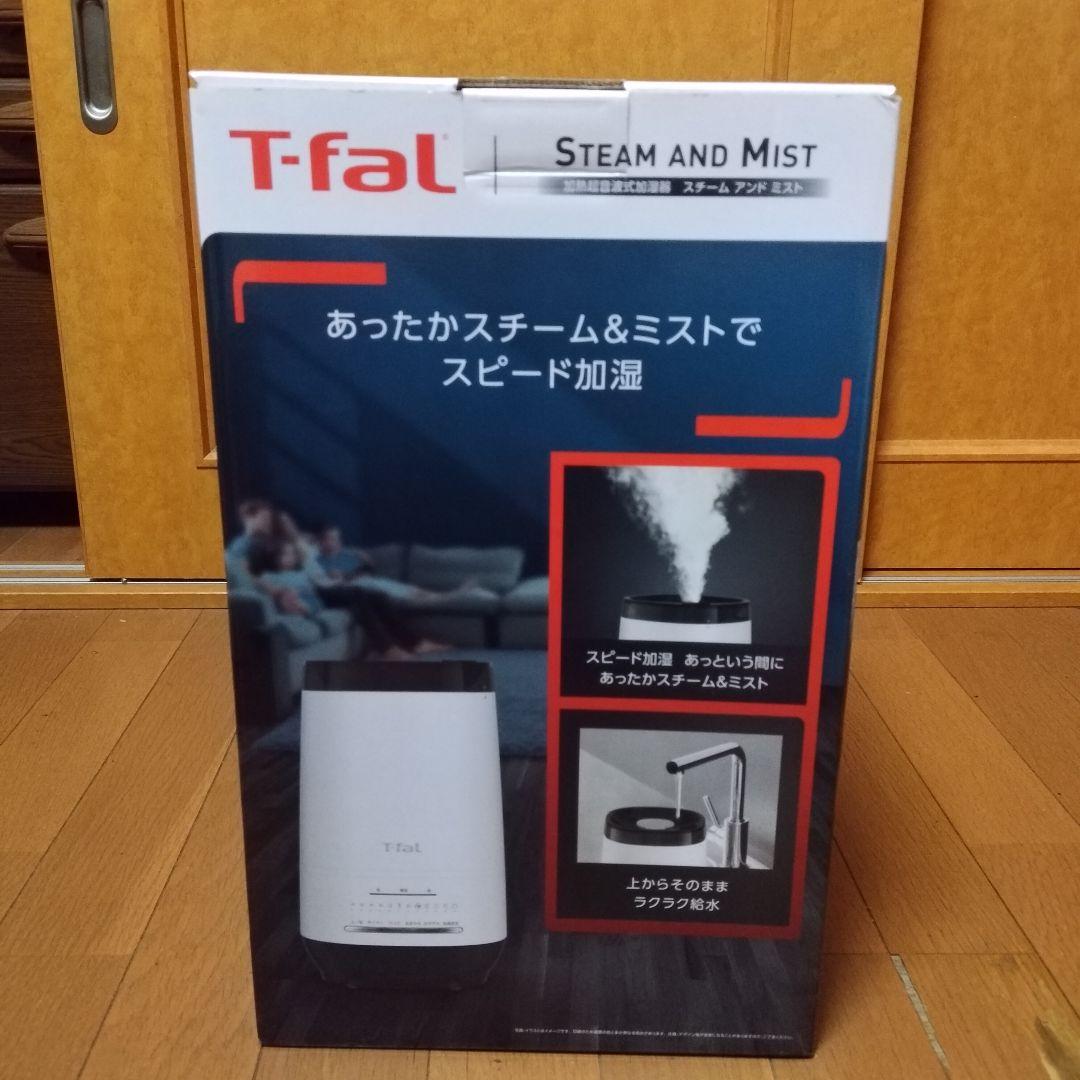 T-fal
STEAM AND MIST
加熱超音波式加湿器 スチーム アンド ミスト
あったかスチーム&ミストで
スピード加湿
スピード加湿 あっという間に
あったかスチーム&ミスト
上からそのまま
ラクラク給水
T-fal